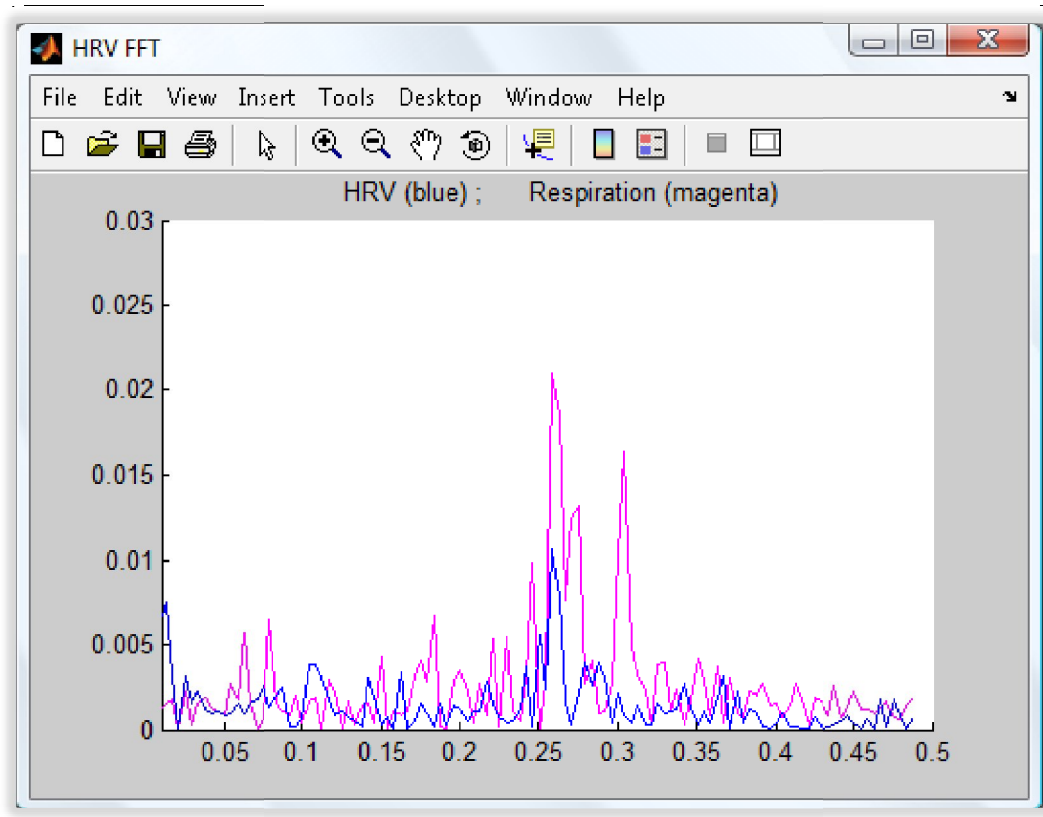 HRV FFT
File Edit View Insert Tools Desktop Window Help
HRV (blue) ; Respiration (magenta)
0.03
0.025
0.02
0.015
0.01
0.005
0
0.05 0.1 0.15 0.2 0.25 0.3 0.35 0.4 0.45 0.5